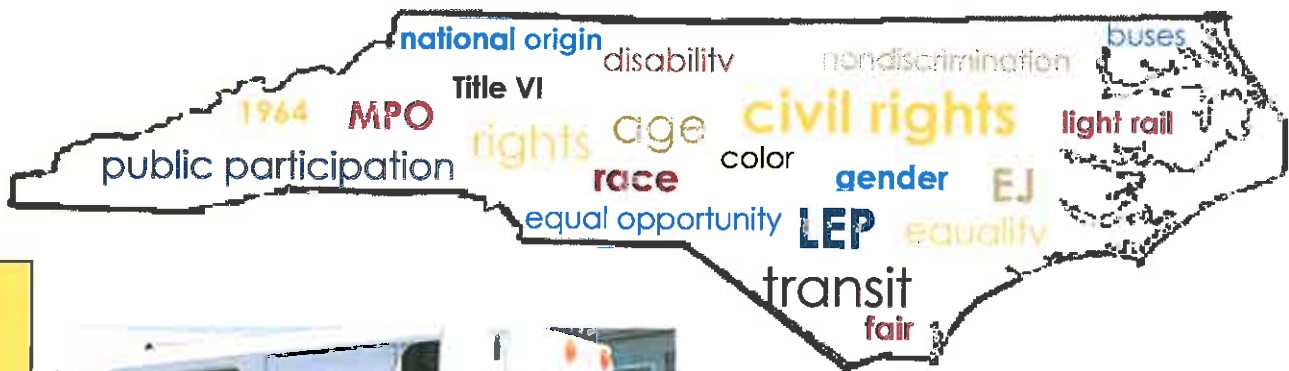 national origin
buses
disability
nondiscrimination
Title VI
1964
MPO
civil rights
light rail
rights
age
color
public participation
race
gender
EJ
equal opportunity
LEP
equality
transit
fair